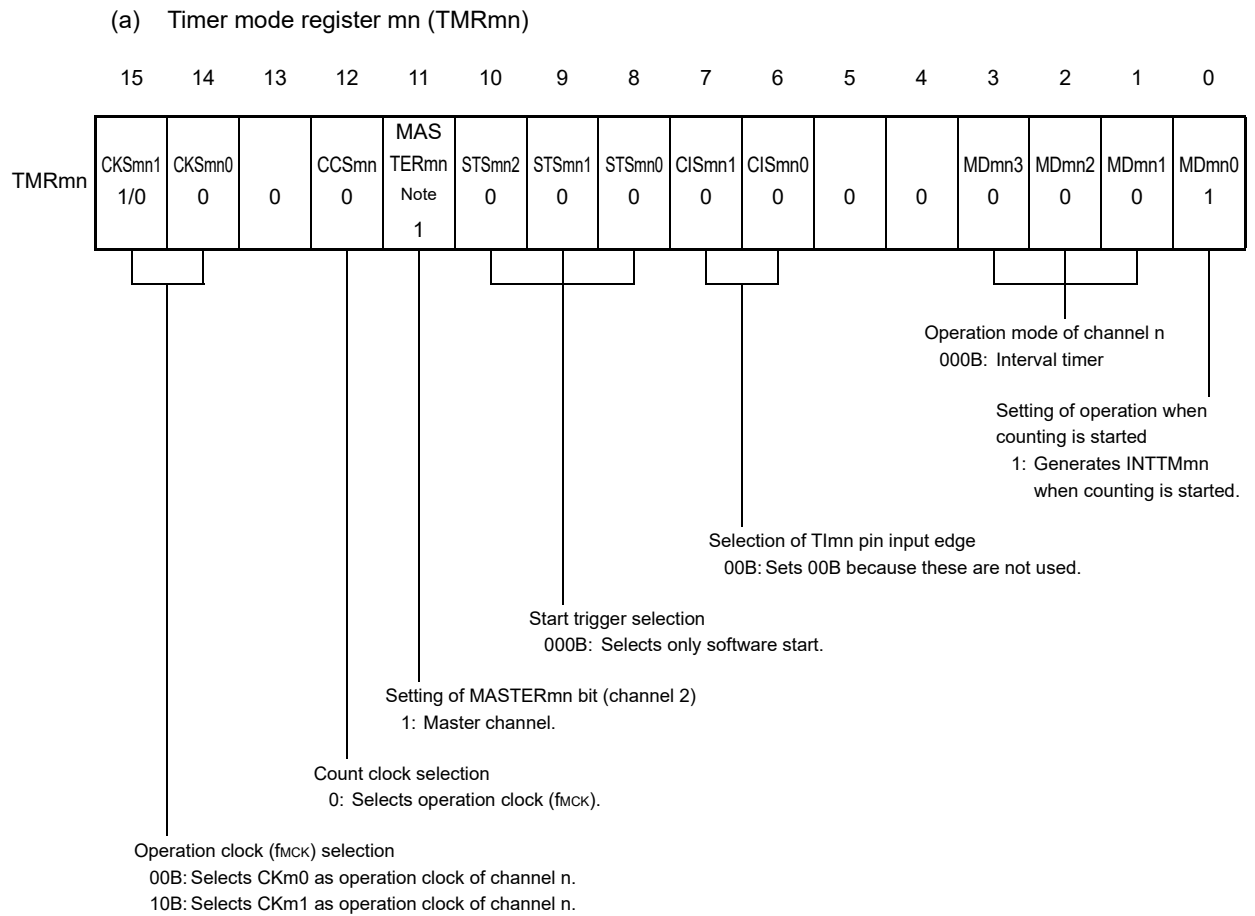 (a) Timer mode register mn (TMRmn)
15 14 13 12 11 10 9 8 7 6 5 4 3 2 1 0
TMRmn
CKSmn1 1/0
CKSmn0 0
0
CCSmn 0
MAS
TERmn
Note
1
STSmn2 0
STSmn1 0
STSmn0 0
CISmn1 0
CISmn0 0
0
0
MDmn3 0
MDmn2 0
MDmn1 0
MDmn0 1
Operation mode of channel n
000B: Interval timer
Setting of operation when
counting is started
1: Generates INTTMmn
when counting is started.
Selection of TImn pin input edge
00B: Sets 00B because these are not used.
Start trigger selection
000B: Selects only software start.
Setting of MASTERmn bit (channel 2)
1: Master channel.
Count clock selection
0: Selects operation clock (fMCK).
Operation clock (fMCK) selection
00B: Selects CKm0 as operation clock of channel n.
10B: Selects CKm1 as operation clock of channel n.